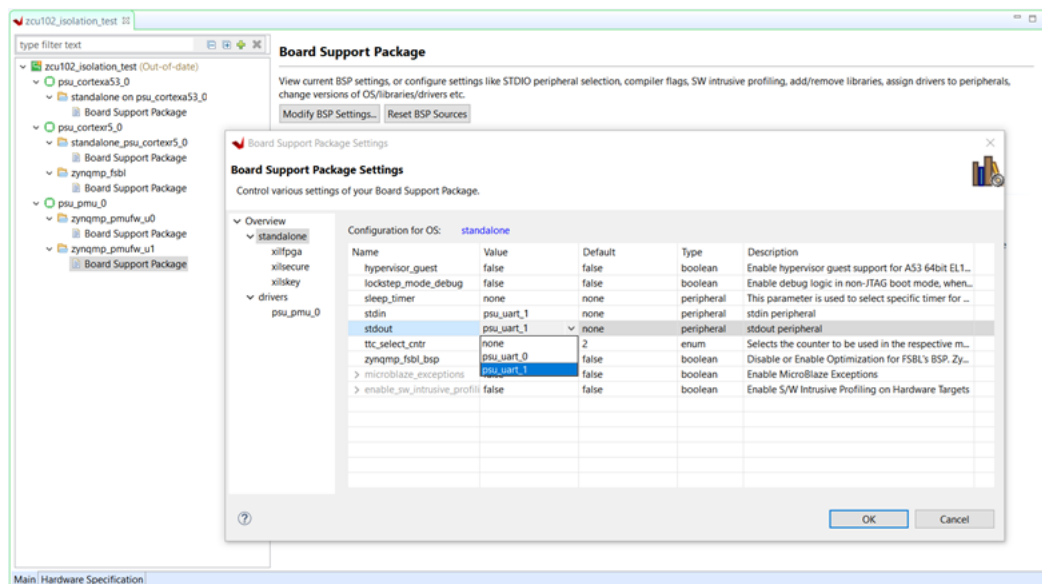 zcu102_isolation_test
type filter text
zcu102_isolation_test (Out-of-date)
psu_cortexa53_0
standalone on psu_cortexa53_0
Board Support Package
psu_cortexr5_0
standalone_psu_cortexr5_0
Board Support Package
zynqmp_fsbl
Board Support Package
psu_pmu_0
zynqmp_pmufw_u0
Board Support Package
zynqmp_pmufw_u1
Board Support Package
Board Support Package
View current BSP settings, or configure settings like STDIO peripheral selection, compiler flags, SW intrusive profiling, add/remove libraries, assign drivers to peripherals,
change versions of OS/libraries/drivers etc.
Modify BSP Settings... Reset BSP Sources
Board Support Package Settings
Board Support Package Settings
Control various settings of your Board Support Package.
Overview
standalone
xilfpga
xilsecure
xilskey
drivers
psu_pmu_0
Configuration for OS: standalone
Name Value Default Type Description
hypervisor_guest false false boolean Enable hypervisor guest support for A53 64bit EL1...
lockstep_mode_debug false false boolean Enable debug logic in non-JTAG boot mode, when...
sleep_timer none none peripheral This parameter is used to select specific timer for ...
stdin psu_uart_1 none peripheral stdin peripheral
stdout psu_uart_1 none peripheral stdout peripheral
ttc_select_cntr none 2 enum Selects the counter to be used in the respective m...
zynqmp_fsbl_bsp psu_uart_0 false boolean Disable or Enable Optimization for FSBL's BSP. Zy...
microblaze_exceptions psu_uart_1 false boolean Enable MicroBlaze Exceptions
enable_sw_intrusive_profili false false boolean Enable S/W Intrusive Profiling on Hardware Targets
OK Cancel
Main Hardware Specification